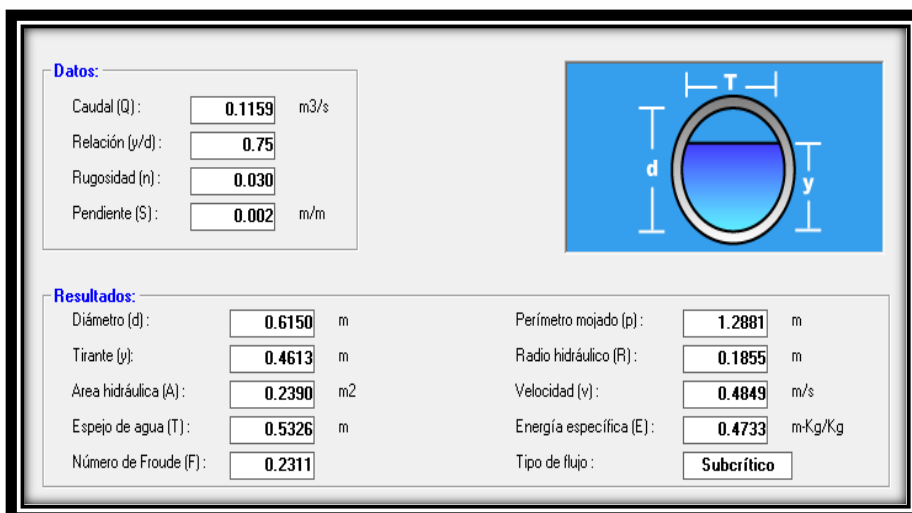 Datos:
Caudal (Q) : 0.1159 m3/s
Relación (y/d) : 0.75
Rugosidad (n) : 0.030
Pendiente (S) : 0.002 m/m
T
d
y
Resultados:
Diámetro (d) : 0.6150 m
Perímetro mojado (p) : 1.2881 m
Tirante (y): 0.4613 m
Radio hidráulico (R) : 0.1855 m
Area hidráulica (A) : 0.2390 m2
Velocidad (v) : 0.4849 m/s
Espejo de agua (T) : 0.5326 m
Energía específica (E) : 0.4733 m-Kg/Kg
Número de Froude (F) : 0.2311
Tipo de flujo : Subcrítico